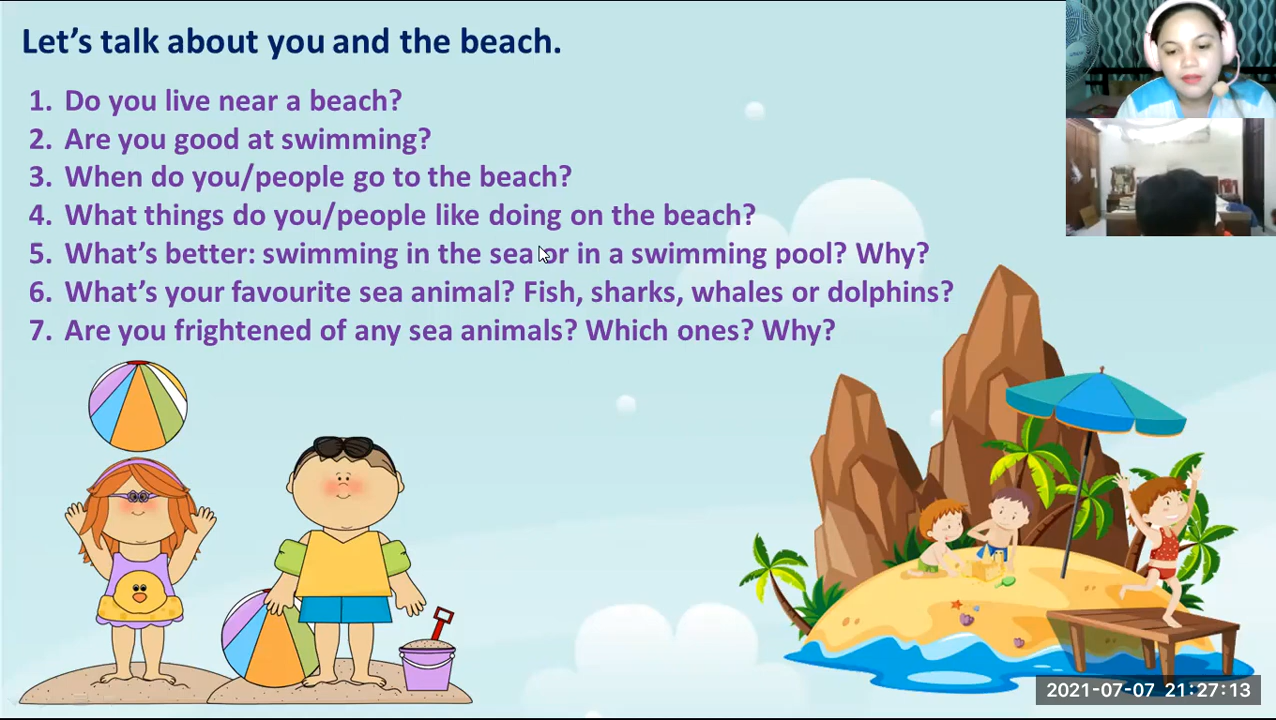 Let's talk about you and the beach.
1. Do you live near a beach?
2. Are you good at swimming?
3. When do you/people go to the beach?
4. What things do you/people like doing on the beach?
5. What's better: swimming in the sea or in a swimming pool? Why?
6. What's your favourite sea animal? Fish, sharks, whales or dolphins?
7. Are you frightened of any sea animals? Which ones? Why?
2021-07-07 21:27:13